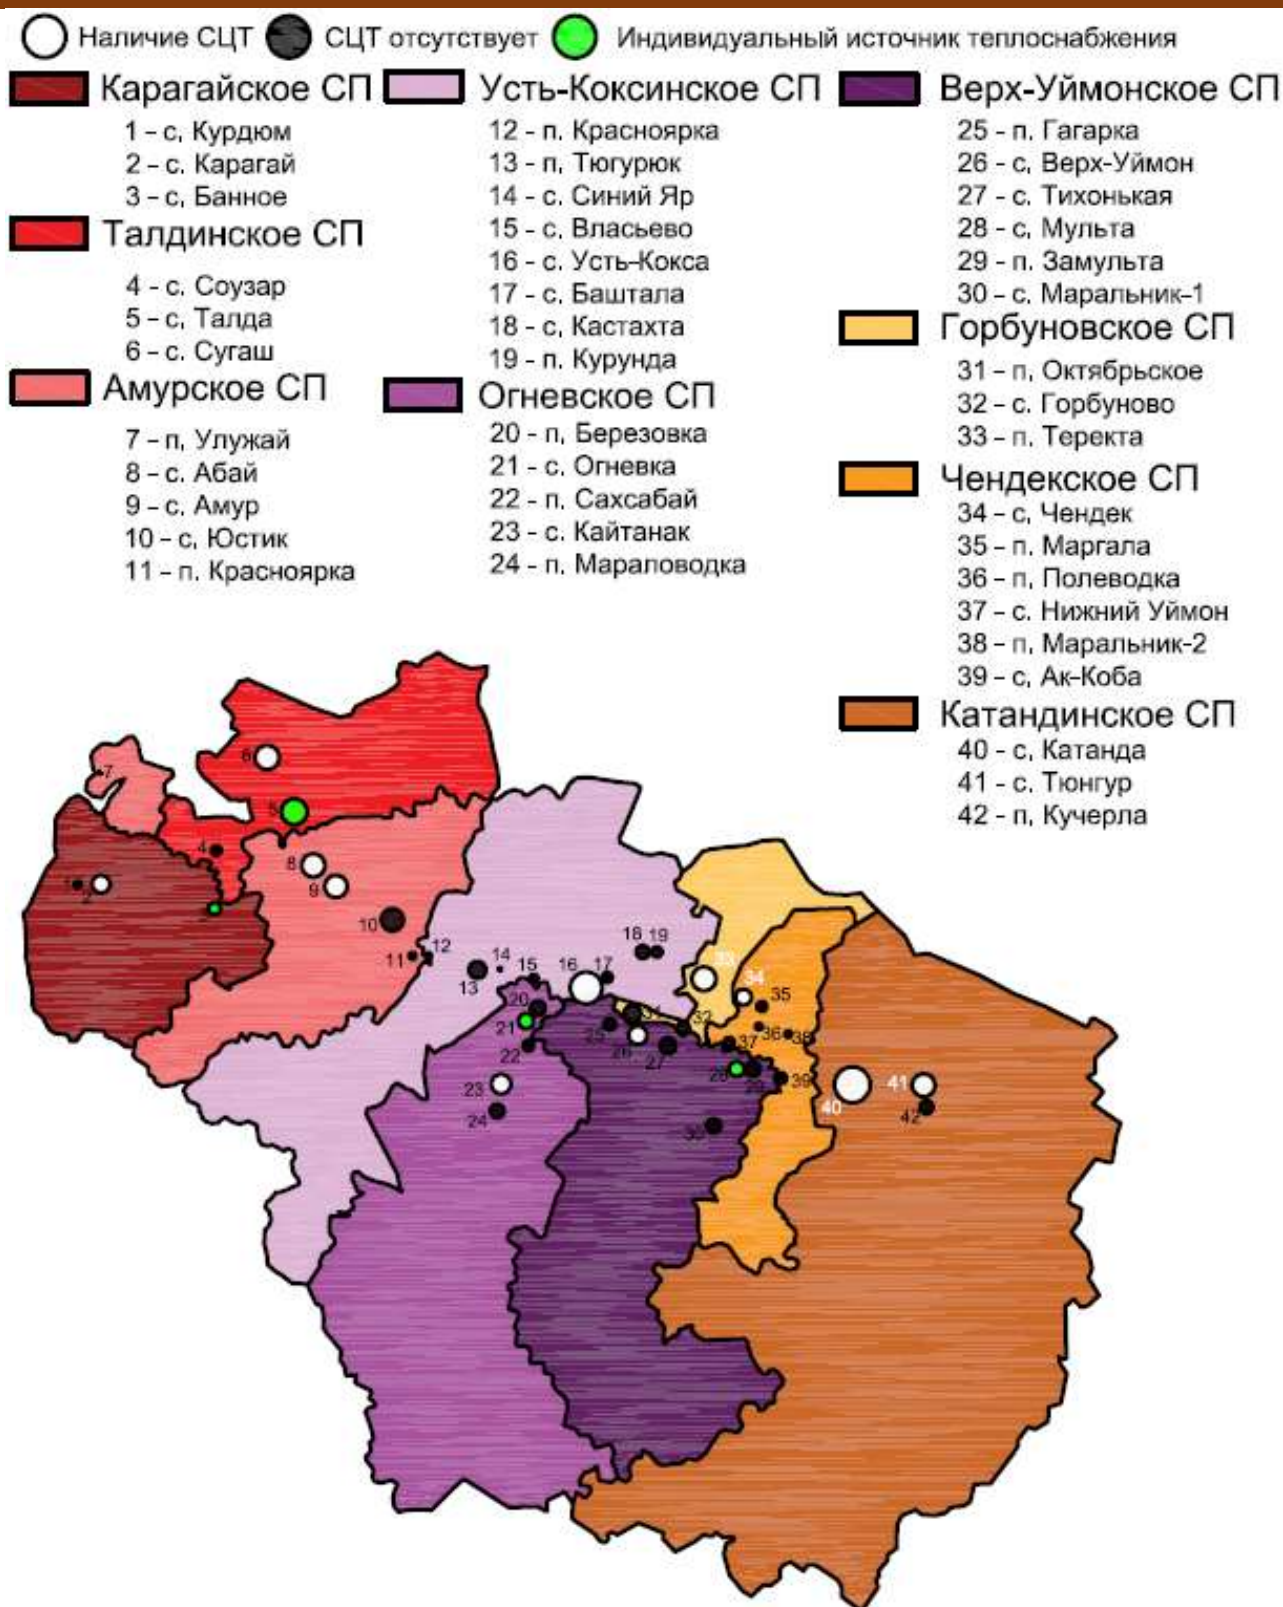 Наличие СЦТ
СЦТ отсутствует
Индивидуальный источник теплоснабжения
Карагайское СП
1 - с, Курдюм
2 - с. Карагай
3 - с, Банное
Талдинское СП
4 - с. Соузар
5 - с, Талда
6 - с. Сугаш
Амурское СП
7 - п, Улужай
8 - с. Абай
9 - с. Амур
10 - с, Юстик
11 - п. Красноярка
Усть-Коксинское СП
12 - п. Красноярка
13 - п, Тюгурюк
14 - с. Синий Яр
15 - с. Власьево
16 - с. Усть-Кокса
17 - с. Баштала
18 - с, Кастахта
19 - п. Курунда
Огневское СП
20 - п, Березовка
21 - с. Огневка
22 - п. Сахсабай
23 - с. Кайтанак
24 - п. Мараловодка
Верх-Уймонское СП
25 - п. Гагарка
26 - с, Верх-Уймон
27 - с. Тихонькая
28 - с, Мульта
29 - п. Замульта
30 - с. Маральник-1
Горбуновское СП
31 - п, Октябрьское
32 - с. Горбуново
33 - п. Теректа
Чендекское СП
34 - с, Чендек
35 - п. Маргала
36 - п, Полеводка
37 - с. Нижний Уймон
38 - п, Маральник-2
39 - с, Ак-Коба
Катандинское СП
40 - с, Катанда
41 - с. Тюнгур
42 - п, Кучерла
6
7
5
4
8
1
2
9
10
18 19
12
11
14
16
33
13
15
17
34
20
35
31
21
32
25
36 38
26
37
22
27
28
29
39
23
40
41
24
42
30